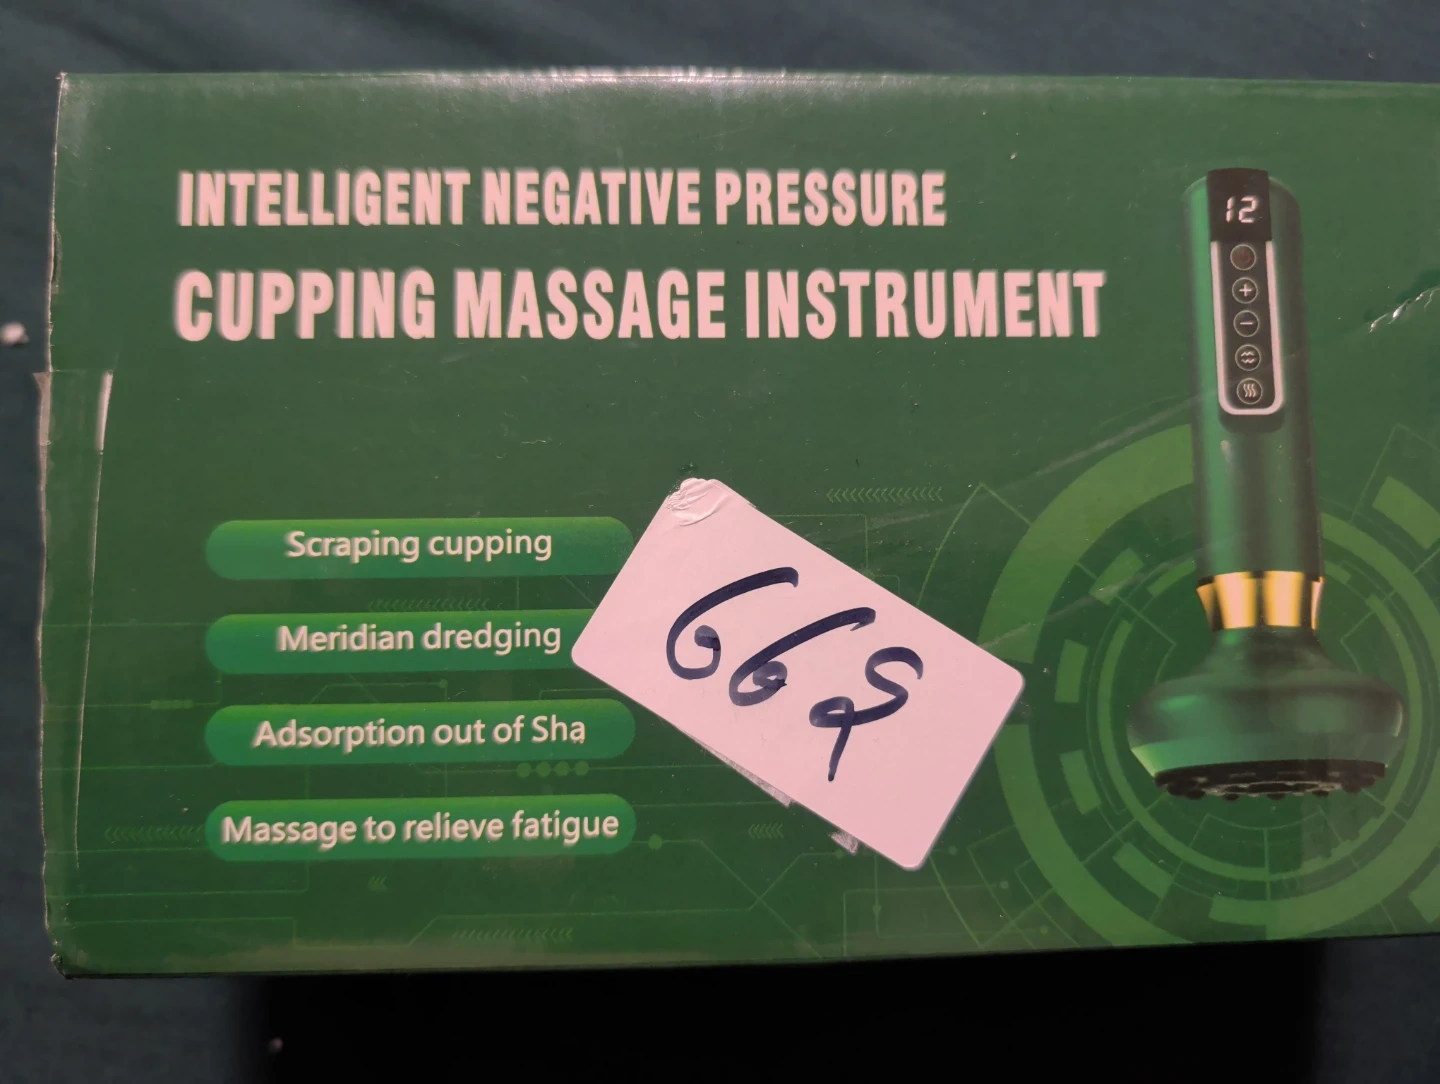 INTELLIGENT NEGATIVE PRESSURE
CUPPING MASSAGE INSTRUMENT
12
Scraping cupping
Meridian dredging
Adsorption out of Sha
Massage to relieve fatigue